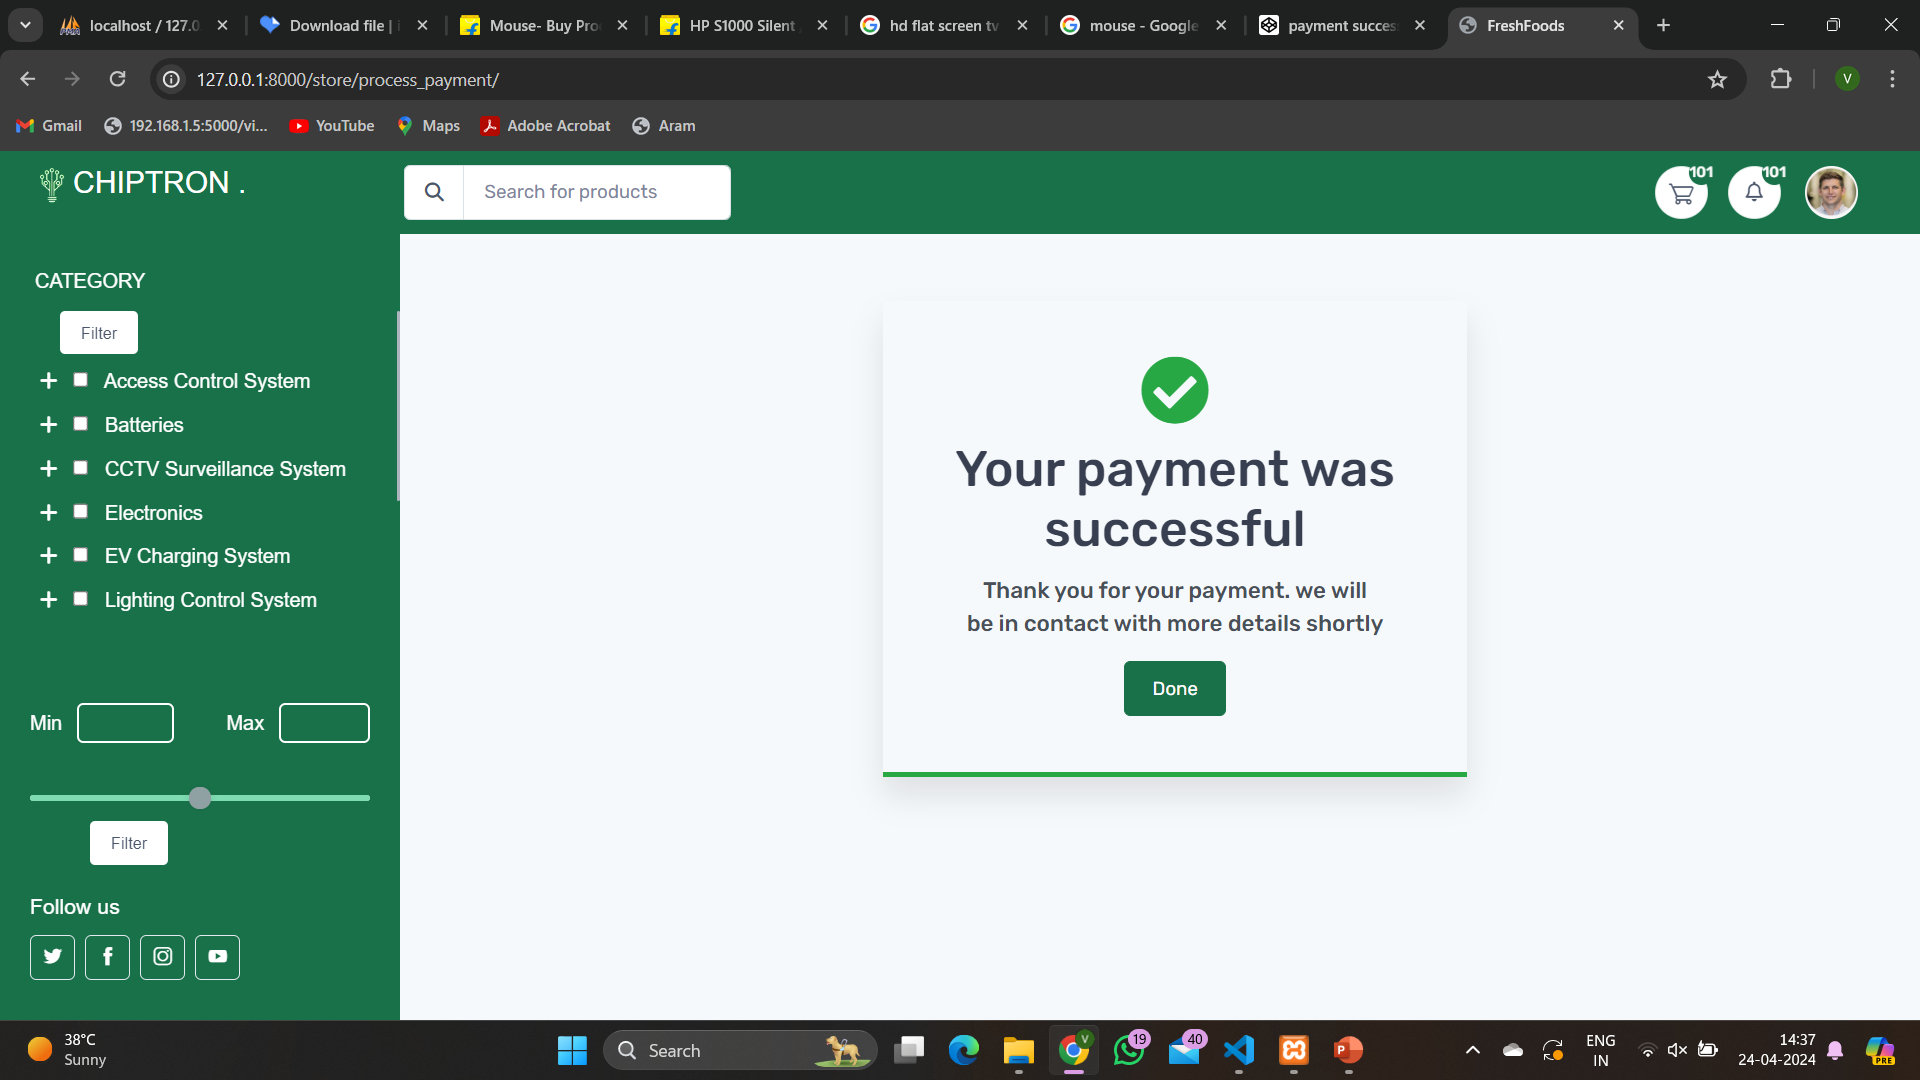 localhost / 127.0
Download file | i
Mouse- Buy Pro
HP S1000 Silent
hd flat screen tv
mouse - Google
payment succes
FreshFoods
127.0.0.1:8000/store/process_payment/
V
Gmail
192.168.1.5:5000/vi...
YouTube
Maps
Adobe Acrobat
Aram
CHIPTRON .
Search for products
101
101
CATEGORY
Filter
Access Control System
Batteries
CCTV Surveillance System
Electronics
EV Charging System
Lighting Control System
Min
Max
Filter
Follow us
Your payment was
successful
Thank you for your payment. we will
be in contact with more details shortly
Done
38°C
Sunny
Search
V
19
40
P
ENG
IN
14:37
24-04-2024
PRE